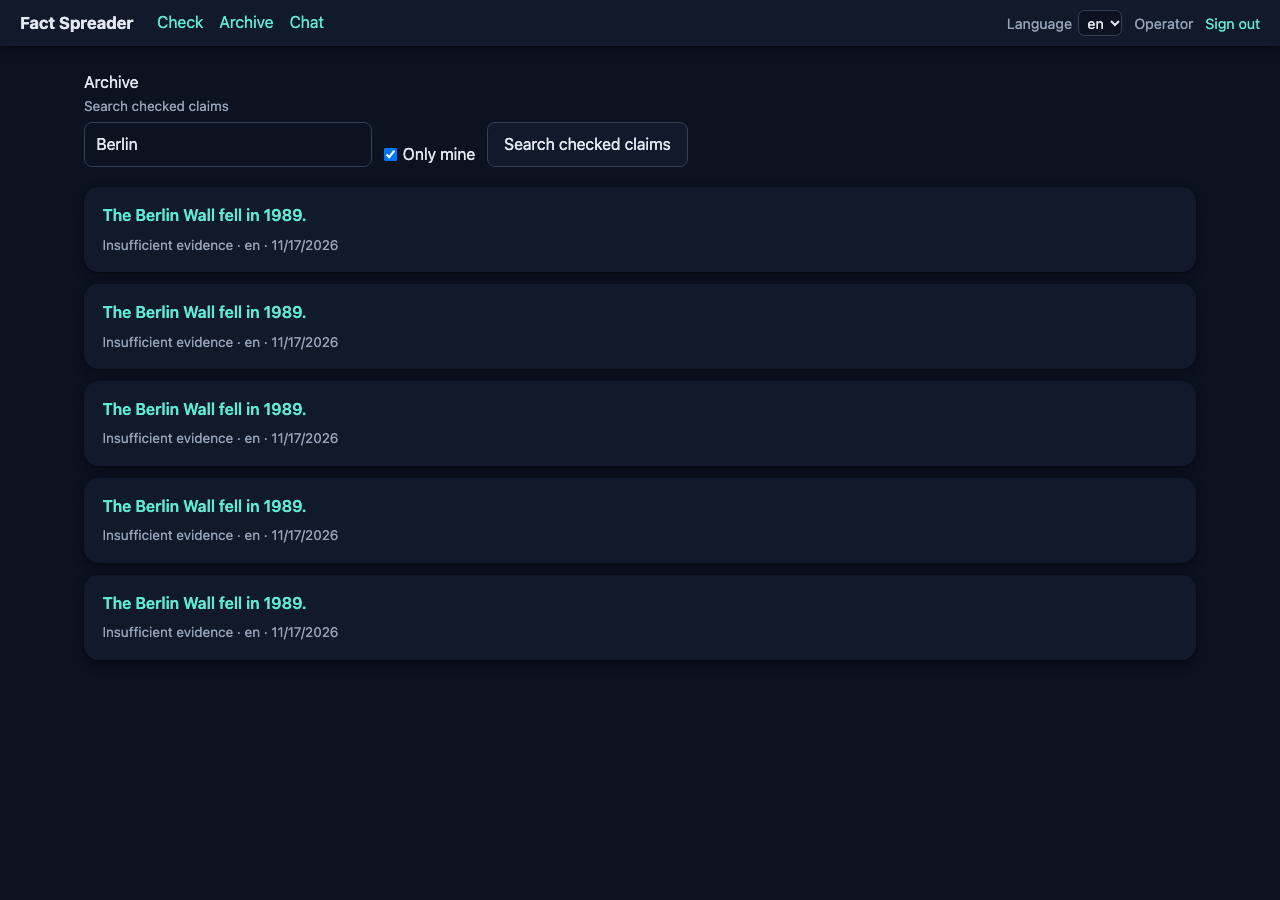 Fact Spreader Check Archive Chat Language en Operator Sign out
Archive
Search checked claims
Berlin Only mine Search checked claims
The Berlin Wall fell in 1989.
Insufficient evidence · en · 11/17/2026
The Berlin Wall fell in 1989.
Insufficient evidence · en · 11/17/2026
The Berlin Wall fell in 1989.
Insufficient evidence · en · 11/17/2026
The Berlin Wall fell in 1989.
Insufficient evidence · en · 11/17/2026
The Berlin Wall fell in 1989.
Insufficient evidence · en · 11/17/2026